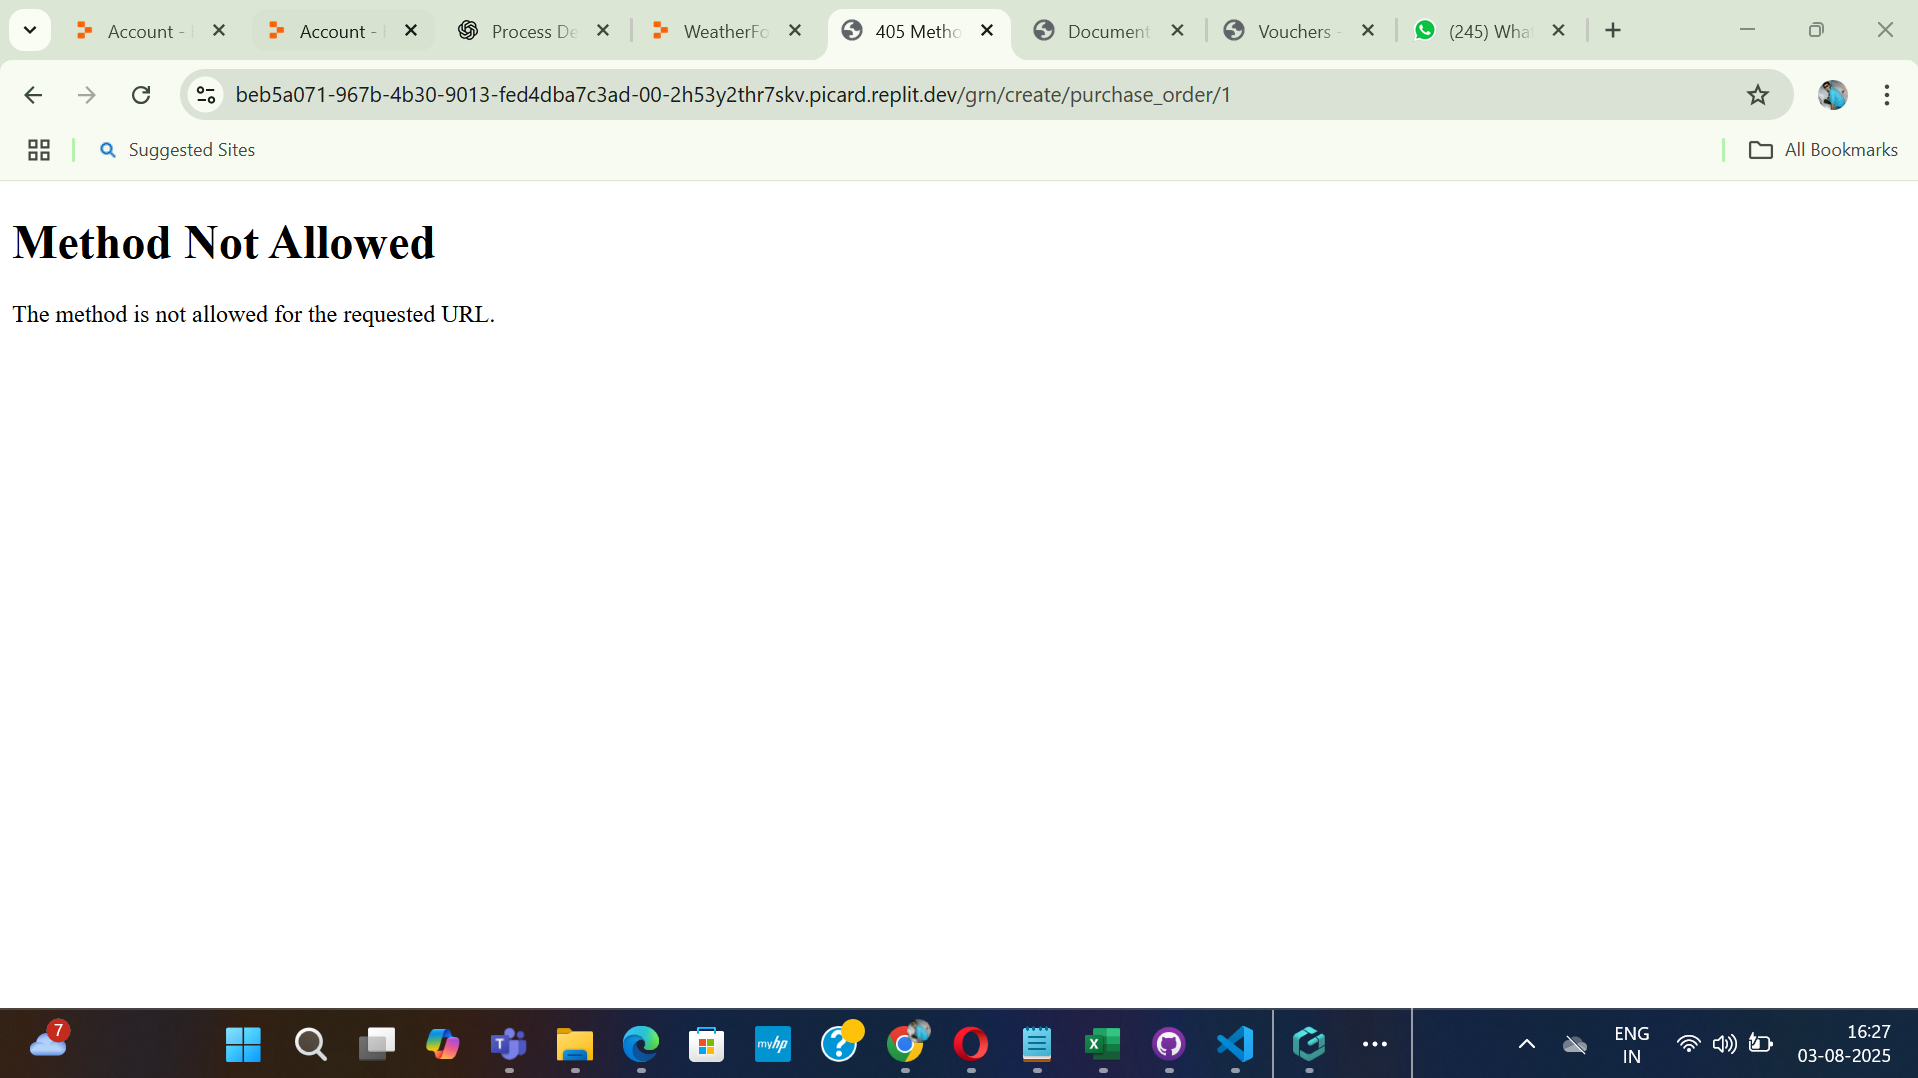 Account -
Account -
Process De
WeatherFo
405 Metho
Document
Vouchers -
(245) What
beb5a071-967b-4b30-9013-fed4dba7c3ad-00-2h53y2thr7skv.picard.replit.dev/grn/create/purchase_order/1
Suggested Sites
All Bookmarks
Method Not Allowed
The method is not allowed for the requested URL.
7
myhp
ENG
IN
16:27
03-08-2025